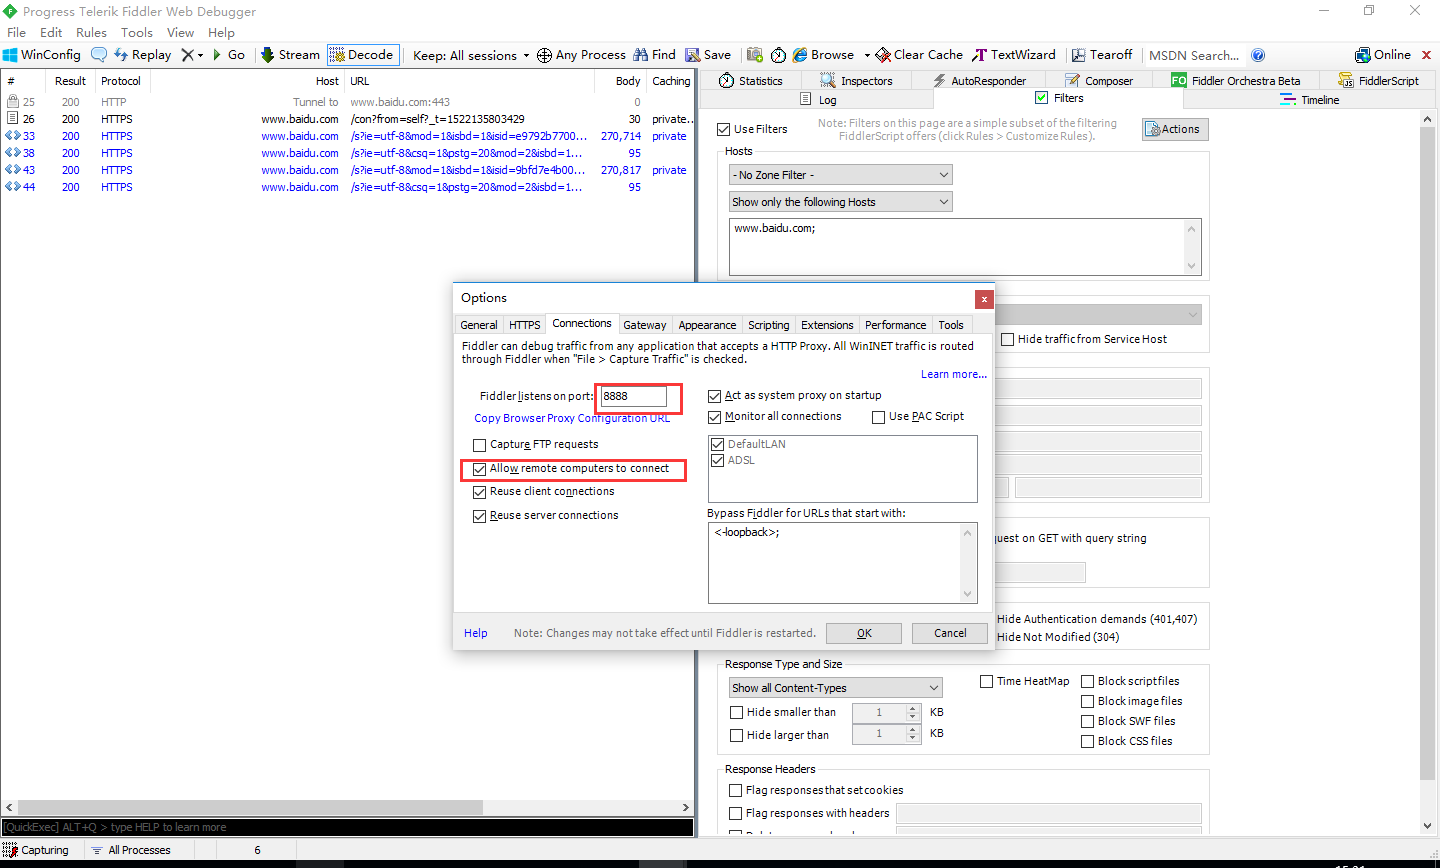 Progress Telerik Fiddler Web Debugger
File Edit Rules Tools View Help
WinConfig Replay Go Stream Decode Keep: All sessions Any Process Find Save Browse Clear Cache TextWizard Tearoff MSDN Search... Online
# Result Protocol Host URL Body Caching
25 200 HTTP Tunnel to www.baidu.com:443 0
26 200 HTTPS www.baidu.com /con?from=self?_t=1522135803429 30 private..
33 200 HTTPS www.baidu.com /s?ie=utf-8&csq=1&pstg=20&mod=2&isbd=1&isid=e9792b7700... 270,714 private
38 200 HTTPS www.baidu.com /s?ie=utf-8&csq=1&pstg=20&mod=2&isbd=1... 95
43 200 HTTPS www.baidu.com /s?ie=utf-8&mod=1&isbd=1&isid=9bfd7e4b00... 270,817 private
44 200 HTTPS www.baidu.com /s?ie=utf-8&csq=1&pstg=20&mod=2&isbd=1... 95
Statistics Inspectors AutoResponder Composer FO Fiddler Orchestra Beta FiddlerScript
Log Filters Timeline
Use Filters
Note: Filters on this page are a simple subset of the filtering
FiddlerScript offers (click Rules > Customize Rules).
Actions
Hosts
- No Zone Filter -
Show only the following Hosts
www.baidu.com;
Hide traffic from Service Host
Options
General HTTPS Connections Gateway Appearance Scripting Extensions Performance Tools
Fiddler can debug traffic from any application that accepts a HTTP Proxy. All WinINET traffic is routed
through Fiddler when "File > Capture Traffic" is checked.
Learn more...
Fiddler listens on port: 8888
Copy Browser Proxy Configuration URL
Capture FTP requests
Allow remote computers to connect
Reuse client connections
Reuse server connections
Act as system proxy on startup
Monitor all connections
Use PAC Script
DefaultLAN
ADSL
Bypass Fiddler for URLs that start with:
<-loopback>;
Help
Note: Changes may not take effect until Fiddler is restarted.
OK Cancel
on GET with query string
Hide Authentication demands (401,407)
Hide Not Modified (304)
Response Type and Size
Show all Content-Types
Time HeatMap
Block script files
Hide smaller than 1 KB
Block image files
Hide larger than 1 KB
Block SWF files
Block CSS files
Response Headers
Flag responses that set cookies
Flag responses with headers
[QuickExec] ALT+Q > type HELP to learn more
Capturing All Processes 6